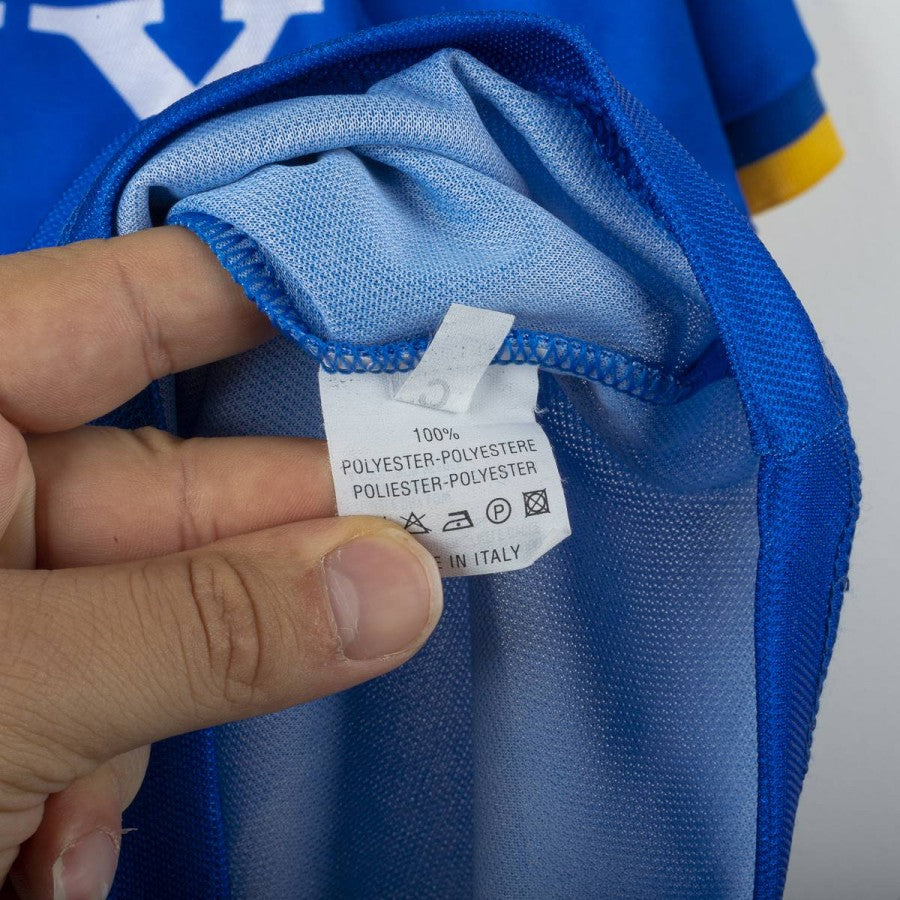 100%
POLYESTER-POLYESTERE
POLIESTER-POLYESTER
P
IN ITALY